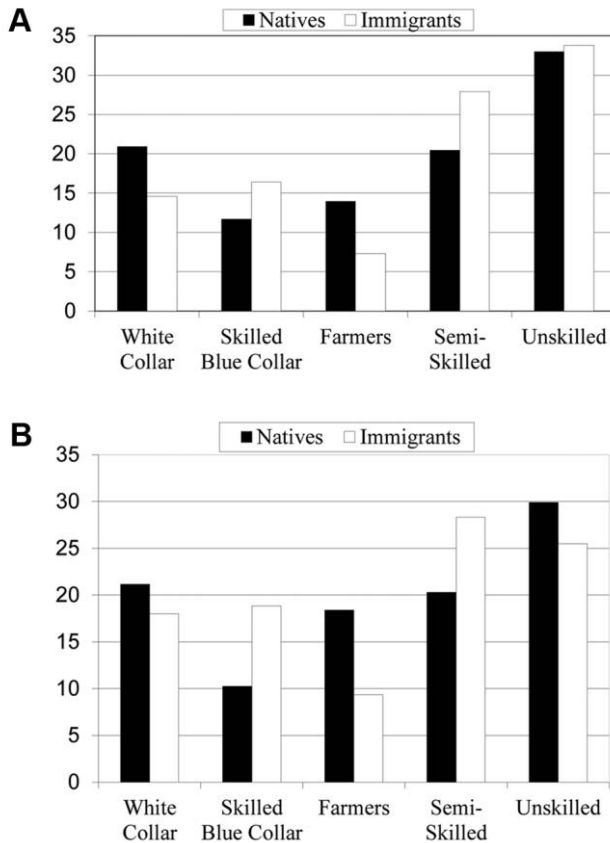 A
Natives Immigrants
35
30
25
20
15
10
5
0
White Collar
Skilled Blue Collar
Farmers
Semi-Skilled
Unskilled
B
Natives Immigrants
35
30
25
20
15
10
5
0
White Collar
Skilled Blue Collar
Farmers
Semi-Skilled
Unskilled